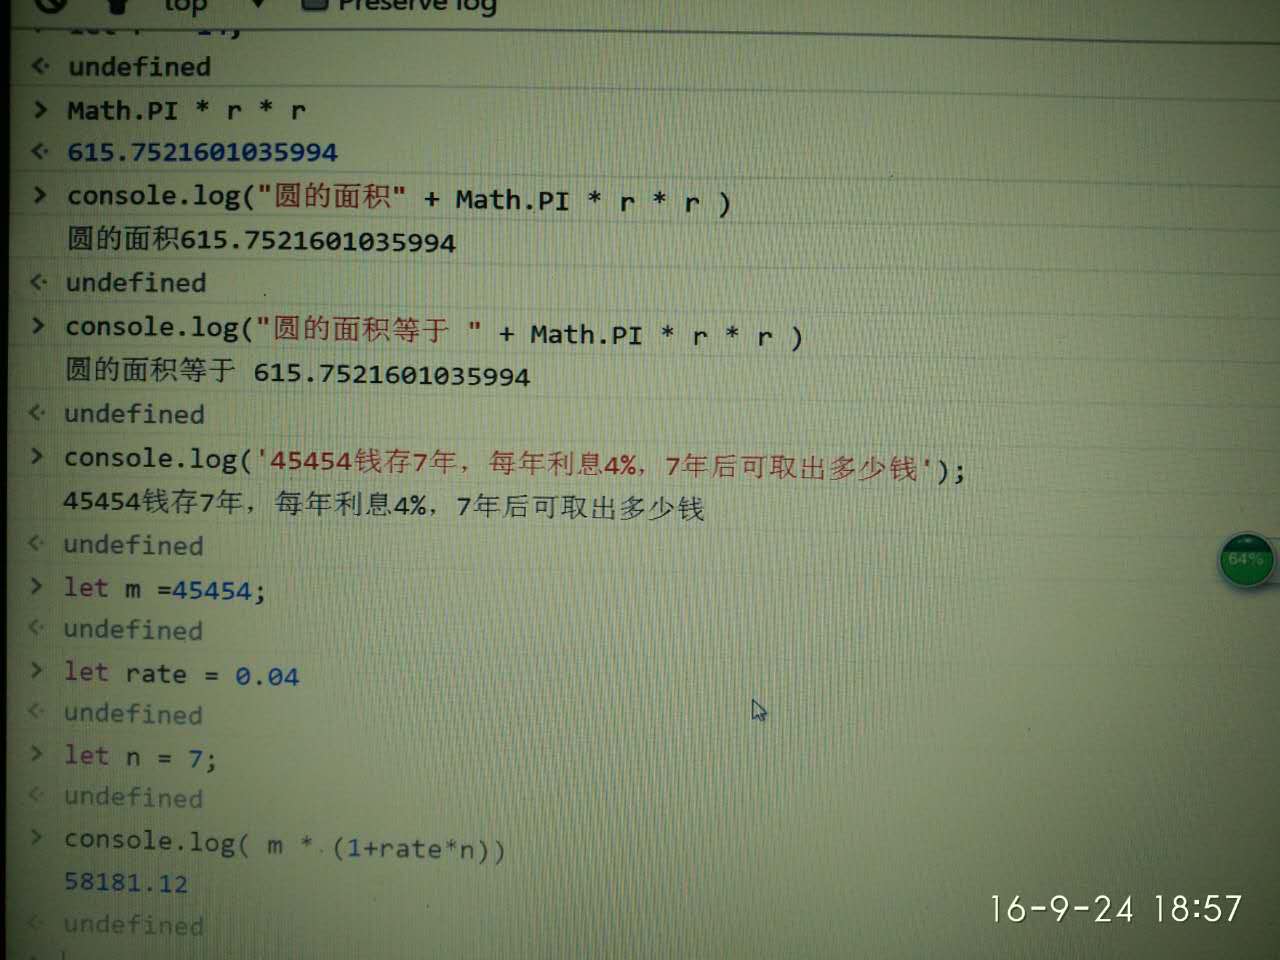 top Preserve log
undefined
> Math.PI * r * r
615.7521601035994
> console.log("圆的面积" + Math.PI * r * r )
圆的面积615.7521601035994
undefined
> console.log("圆的面积等于 " + Math.PI * r * r )
圆的面积等于 615.7521601035994
undefined
> console.log('45454钱存7年，每年利息4%，7年后可取出多少钱');
45454钱存7年，每年利息4%，7年后可取出多少钱
undefined
> let m =45454;
undefined
> let rate = 0.04
undefined
> let n = 7;
undefined
> console.log( m * (1+rate*n))
58181.12
undefined
64%
16-9-24 18:57